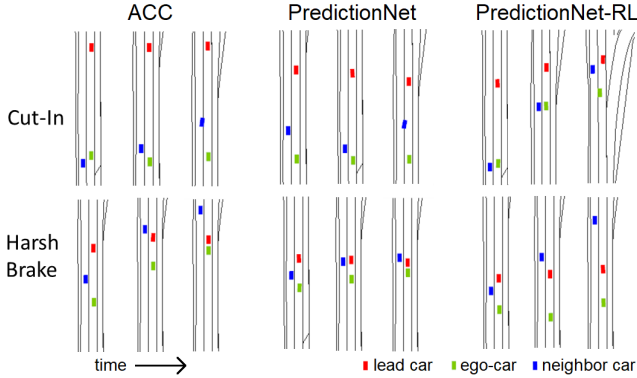 ACC PredictionNet PredictionNet-RL
Cut-In
Harsh
Brake
time
lead car ego-car neighbor car